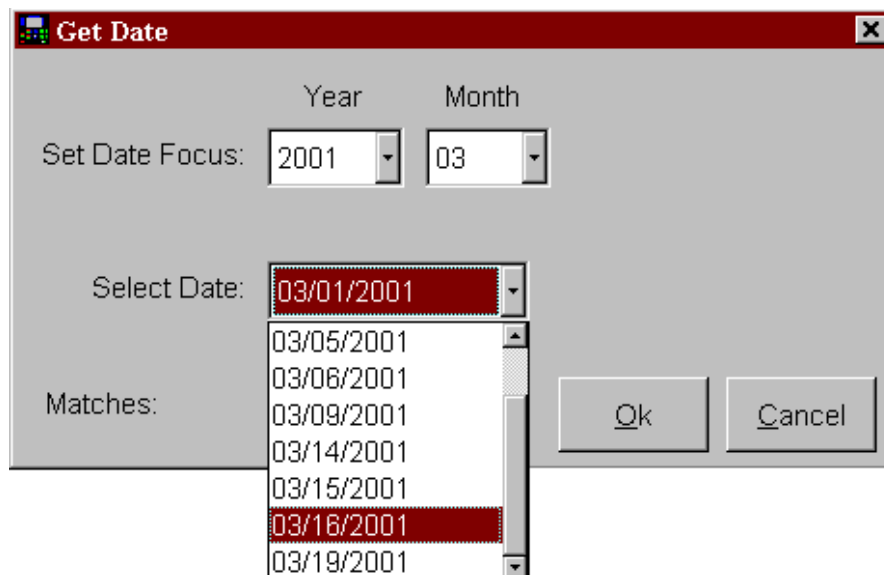 Get Date
Year Month
Set Date Focus: 2001 03
Select Date: 03/01/2001
03/05/2001
03/06/2001
03/09/2001
03/14/2001
03/15/2001
03/16/2001
03/19/2001
Matches:
Ok Cancel